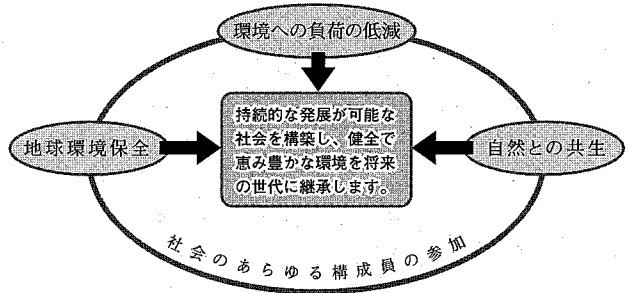 環境への負荷の低減
持続的な発展が可能な
社会を構築し、健全で
恵み豊かな環境を将来
の世代に継承します。
地球環境保全
自然との共生
社会のあらゆる構成員の参加